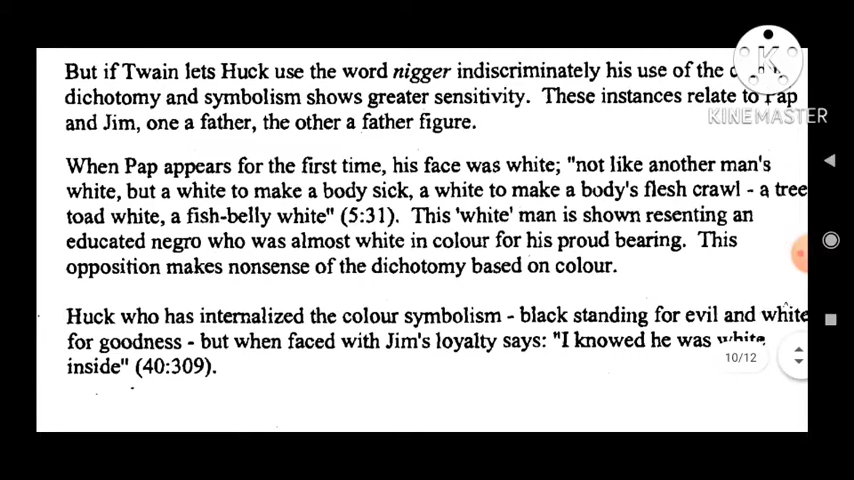 But if Twain lets Huck use the word nigger indiscriminately his use of the
dichotomy and symbolism shows greater sensitivity. These instances relate to Pap
and Jim, one a father, the other a father figure.
KINEMASTER
When Pap appears for the first time, his face was white; "not like another man's
white, but a white to make a body sick, a white to make a body's flesh crawl - a tree
toad white, a fish-belly white" (5:31). This 'white' man is shown resenting an
educated negro who was almost white in colour for his proud bearing. This
opposition makes nonsense of the dichotomy based on colour.
Huck who has internalized the colour symbolism - black standing for evil and white
for goodness - but when faced with Jim's loyalty says: "I knowed he was white
inside" (40:309).
10/12